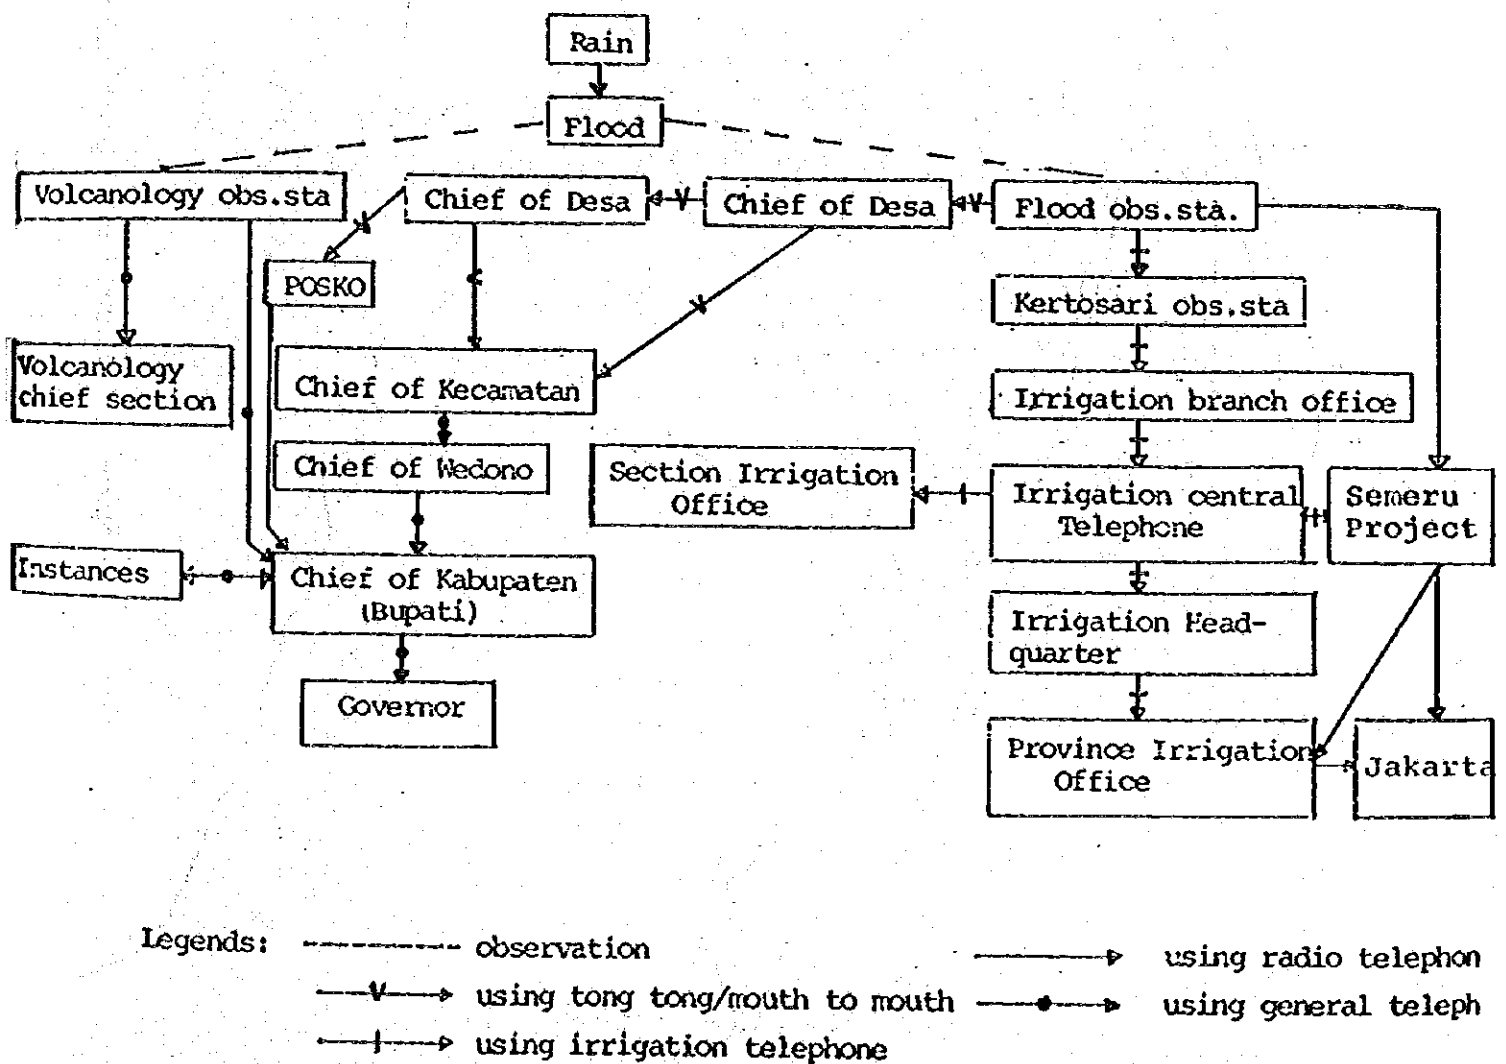 Rain
Flood
Volcanology obs.sta
Chief of Desa
Chief of Desa
Flood obs.sta.
POSKO
Kertosari obs.sta
Volcanology
chief section
Chief of Kecamatan
Irrigation branch office
Chief of Wedono
Section Irrigation
Office
Irrigation central
Telephone
Semeru
Project
Instances
Chief of Kabupaten
(Bupati)
Irrigation Head-
quarter
Governor
Province Irrigation
Office
Jakarta
Legends:
observation
using radio telephon
using tong tong/mouth to mouth
using general teleph
using irrigation telephone